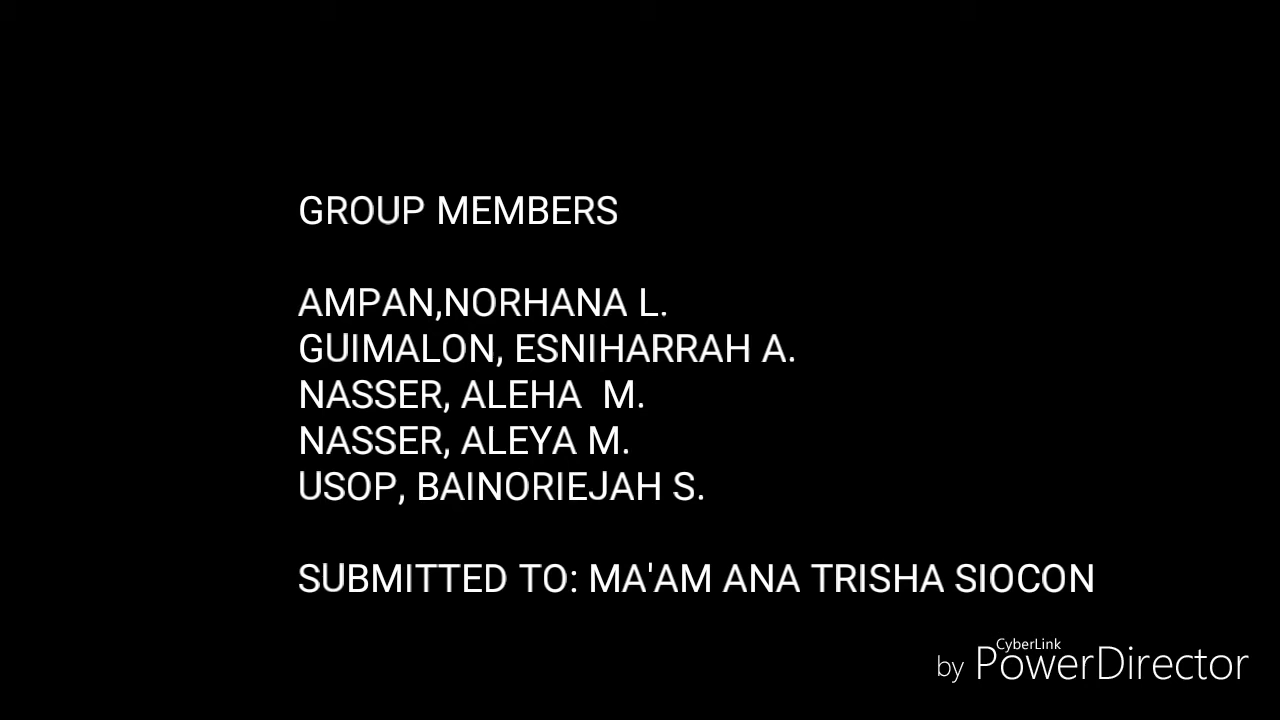 GROUP MEMBERS
AMPAN,NORHANA L.
GUIMALON, ESNIHARRAH A.
NASSER, ALEHA  M.
NASSER, ALEYA M.
USOP, BAINORIEJAH S.
SUBMITTED TO: MA'AM ANA TRISHA SIOCON
CyberLink
by PowerDirector